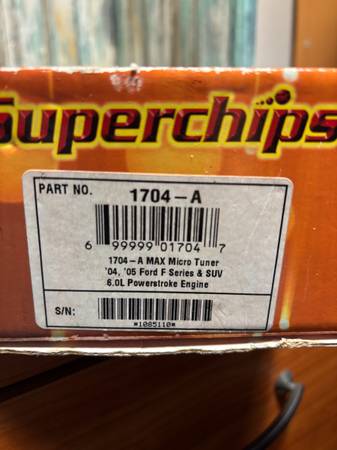 Superchips
PART NO. 1704-A
6 99999 01704 7
1704-A MAX Micro Tuner
'04, '05 Ford F Series & SUV
6.0L Powerstroke Engine
S/N:
*1085110*